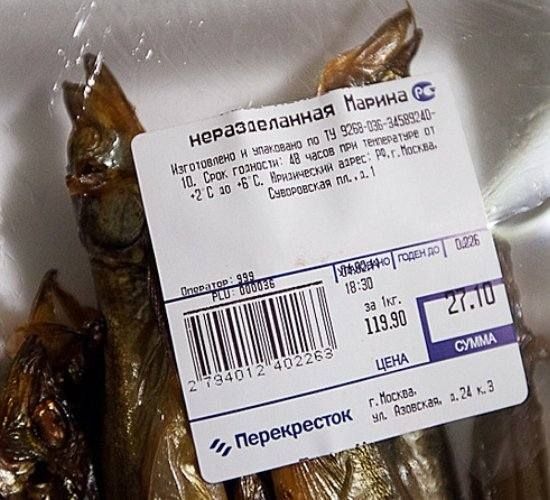 неразделанная Марина РС
Изготовлено и упаковано по ТУ 9268-036-34589240-
10. Срок годности: 48 часов при температуре от
+2°С до +6°С. Юридический адрес: РФ, г.Москва,
Суворовская пл.,д.1
Оператор: 999
PLU: 000036
ГОДЕН ДО
0.226
18:30
за 1кг.
119.90
ЦЕНА
27.10
СУММА
2 794012 402263
Перекресток
г.Москва,
ул. Азовская, д.24 к.3